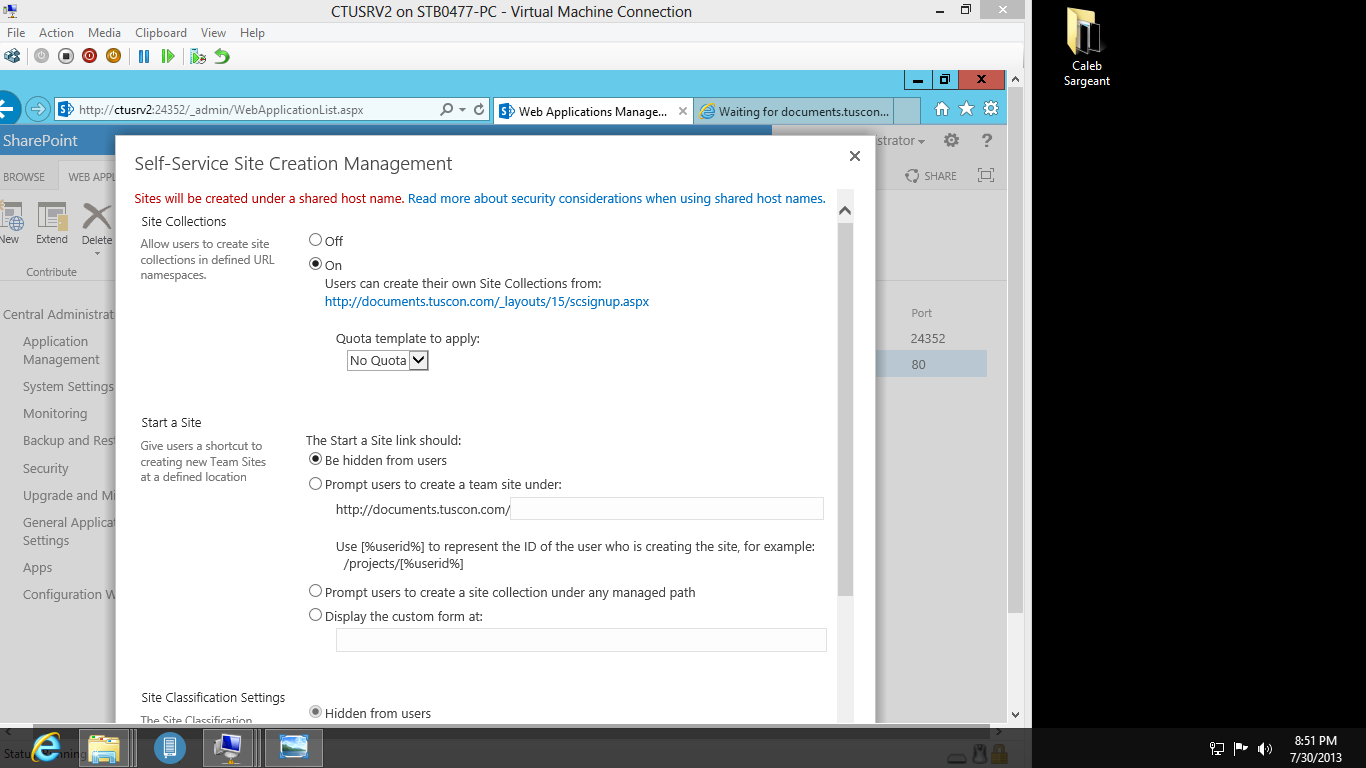 CTUSRV2 on STB0477-PC - Virtual Machine Connection
File Action Media Clipboard View Help
http://ctusrv2:24352/_admin/WebApplicationList.aspx
Web Applications Manage...
Waiting for documents.tuscon...
SharePoint
istrator
?
BROWSE
WEB APPL
SHARE
New
Extend
Delete
Contribute
Central Administrat
Application
Management
System Settings
Monitoring
Backup and Res
Security
Upgrade and Mi
General Applica
Settings
Apps
Configuration W
Self-Service Site Creation Management
Sites will be created under a shared host name. Read more about security considerations when using shared host names.
Site Collections
Allow users to create site
collections in defined URL
namespaces.
Off
On
Users can create their own Site Collections from:
http://documents.tuscon.com/_layouts/15/scsignup.aspx
Quota template to apply:
No Quota
Start a Site
Give users a shortcut to
creating new Team Sites
at a defined location
The Start a Site link should:
Be hidden from users
Prompt users to create a team site under:
http://documents.tuscon.com/
Use [%userid%] to represent the ID of the user who is creating the site, for example:
/projects/[%userid%]
Prompt users to create a site collection under any managed path
Display the custom form at:
Site Classification Settings
The Site Classification
Hidden from users
Port
24352
80
Caleb
Sargeant
8:51 PM
7/30/2013